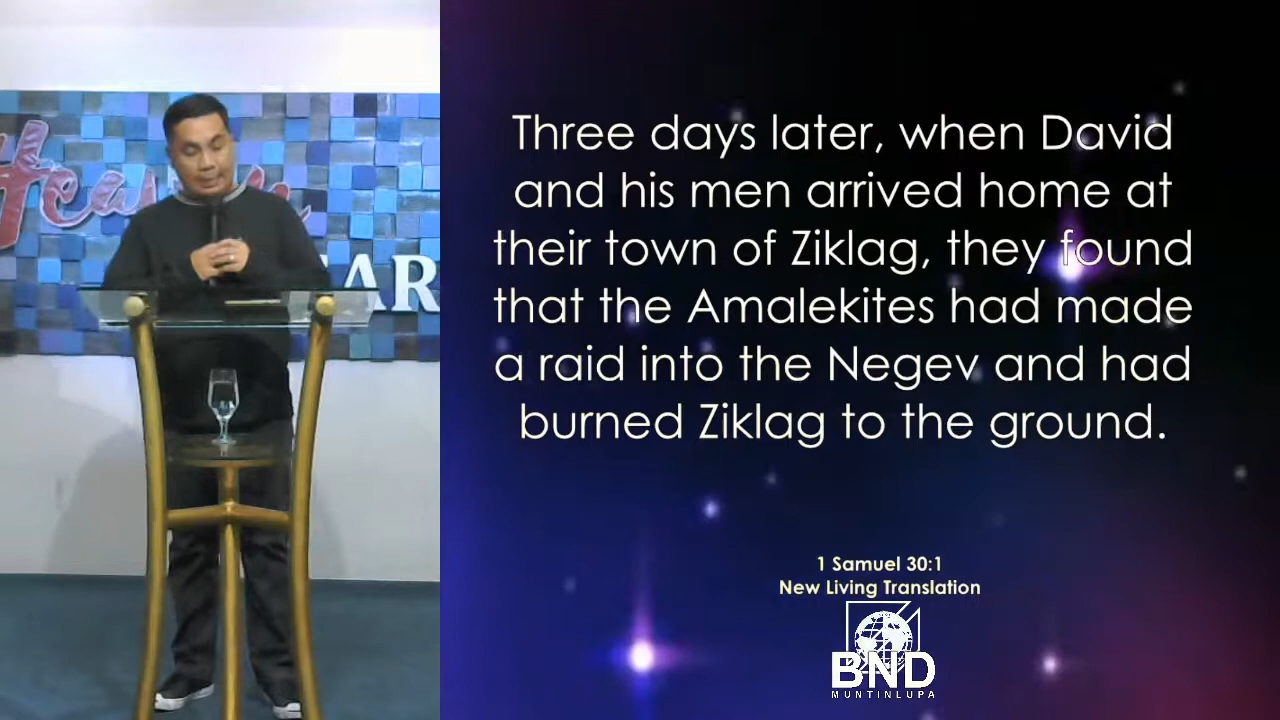 Three days later, when David
and his men arrived home at
their town of Ziklag, they found
that the Amalekites had made
a raid into the Negev and had
burned Ziklag to the ground.
1 Samuel 30:1
New Living Translation
BND
MUNTINLUPA